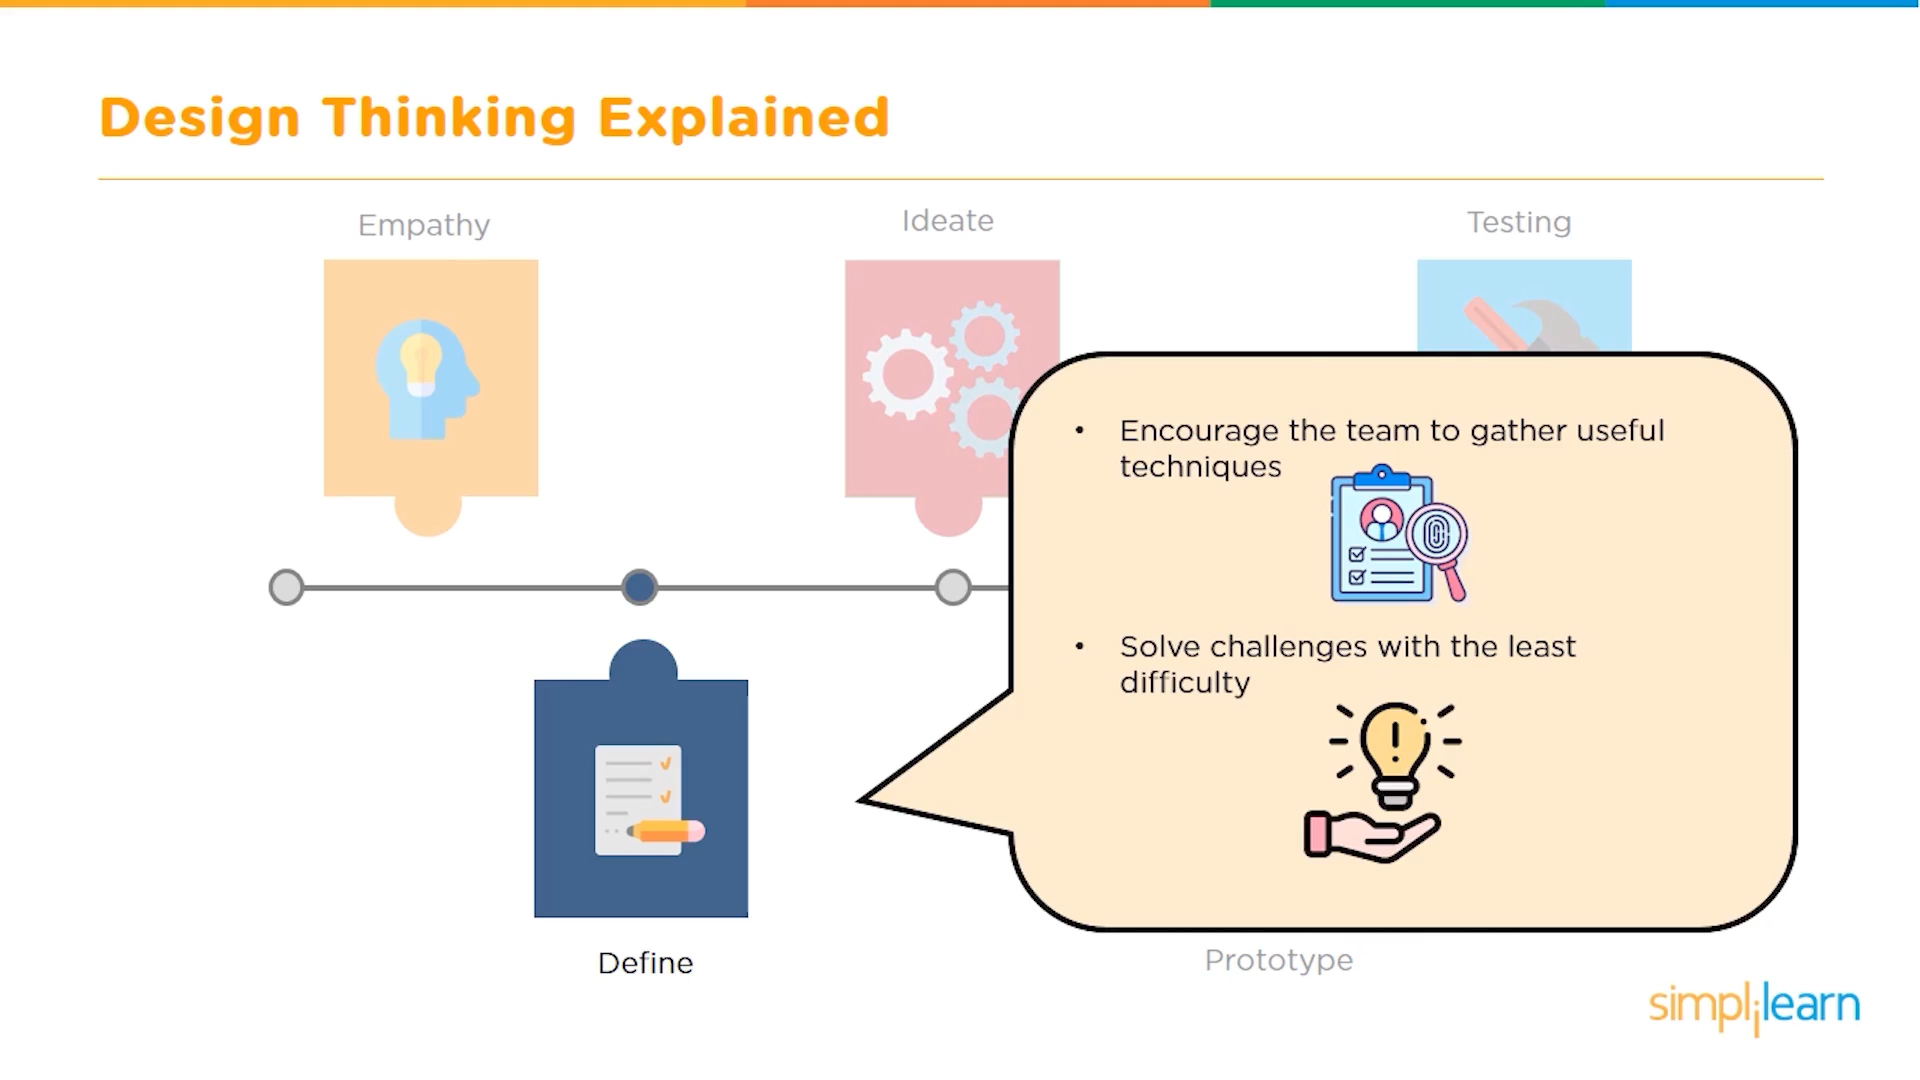 Design Thinking Explained
Empathy
Ideate
Testing
• Encourage the team to gather useful
techniques
• Solve challenges with the least
difficulty
Define
Prototype
simplilearn